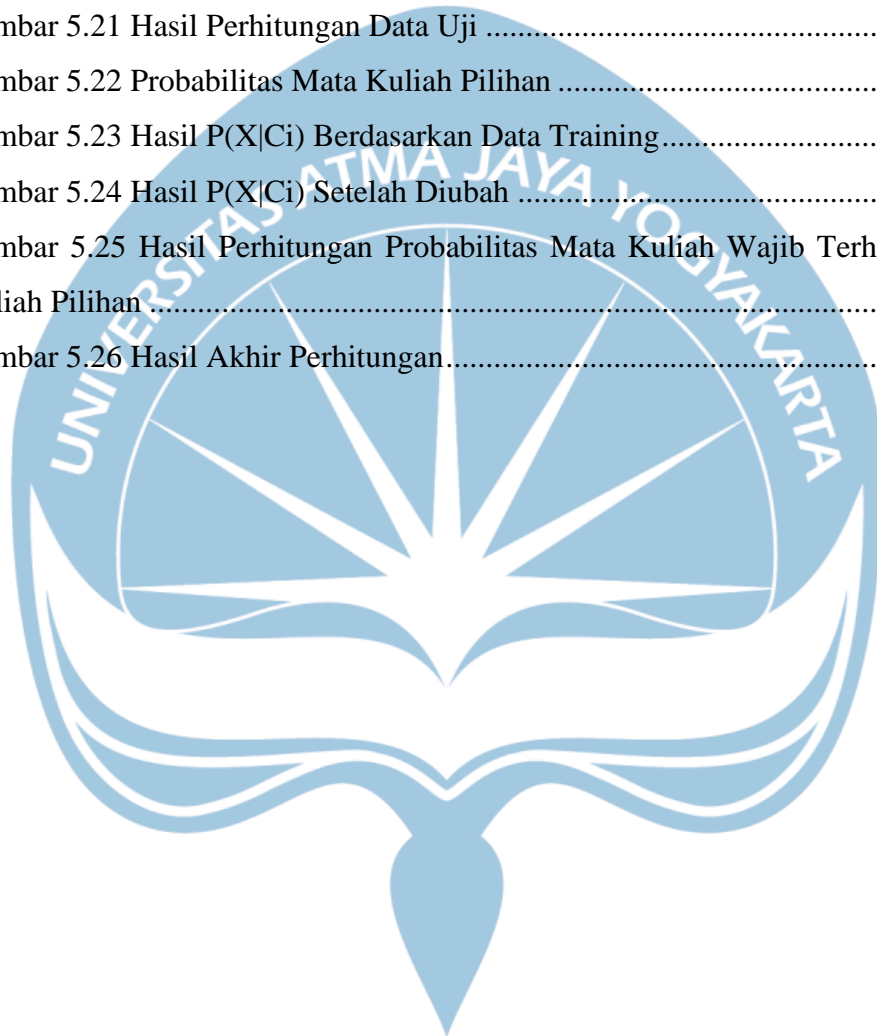 mbar 5.21 Hasil Perhitungan Data Uji ................................................
mbar 5.22 Probabilitas Mata Kuliah Pilihan .......................................
mbar 5.23 Hasil P(X|Ci) Berdasarkan Data Training..........................
mbar 5.24 Hasil P(X|Ci) Setelah Diubah ............................................
mbar 5.25 Hasil Perhitungan Probabilitas Mata Kuliah Wajib Terh
liah Pilihan ...........................................................................................
mbar 5.26 Hasil Akhir Perhitungan.....................................................
UNIVERSITAS ATMA JAYA YOGYAKARTA